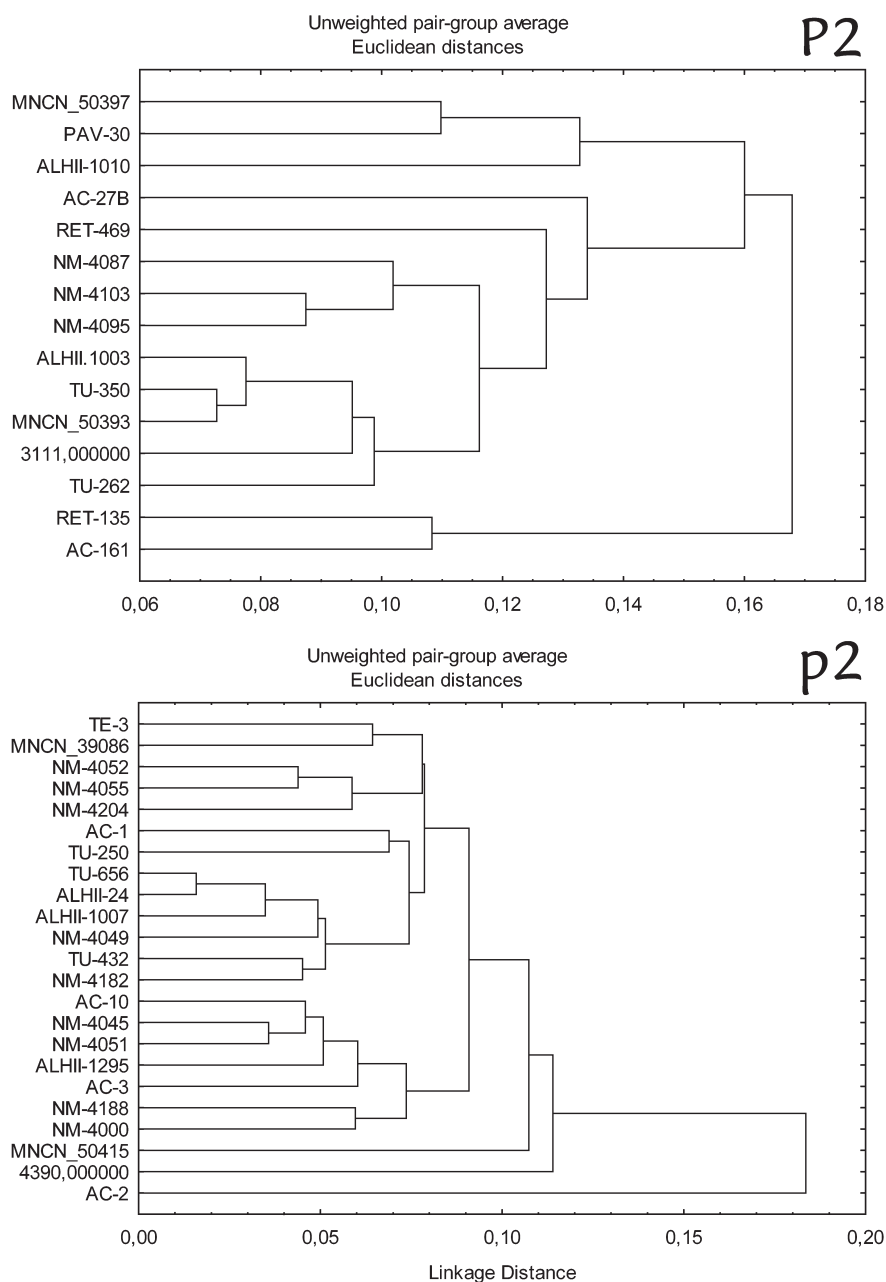 Unweighted pair-group average
Euclidean distances
P2
MNCN_50397
PAV-30
ALHII-1010
AC-27B
RET-469
NM-4087
NM-4103
NM-4095
ALHII.1003
TU-350
MNCN_50393
3111,000000
TU-262
RET-135
AC-161
0,06 0,08 0,10 0,12 0,14 0,16 0,18
Unweighted pair-group average
Euclidean distances
p2
TE-3
MNCN_39086
NM-4052
NM-4055
NM-4204
AC-1
TU-250
TU-656
ALHII-24
ALHII-1007
NM-4049
TU-432
NM-4182
AC-10
NM-4045
NM-4051
ALHII-1295
AC-3
NM-4188
NM-4000
MNCN_50415
4390,000000
AC-2
0,00 0,05 0,10 0,15 0,20
Linkage Distance